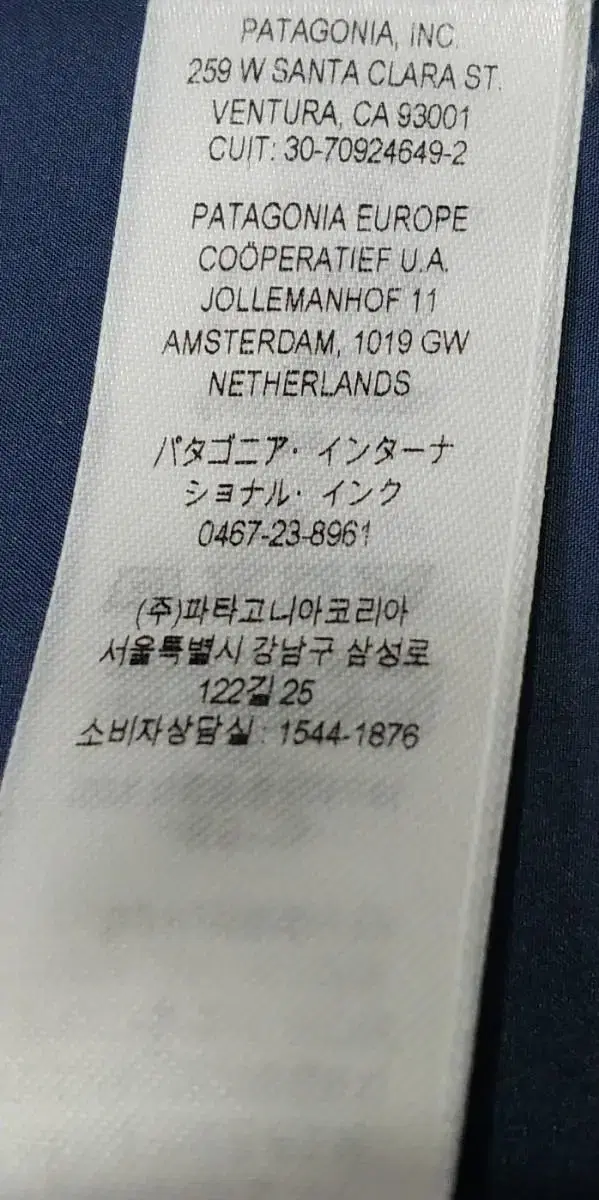 PATAGONIA, INC.
259 W SANTA CLARA ST.
VENTURA, CA 93001
CUIT: 30-70924649-2
PATAGONIA EUROPE
COÖPERATIEF U.A.
JOLLEMANHOF 11
AMSTERDAM, 1019 GW
NETHERLANDS
パタゴニア・インターナ
ショナル・インク
0467-23-8961
(주)파타고니아코리아
서울특별시 강남구 삼성로
122길 25
소비자상담실 : 1544-1876